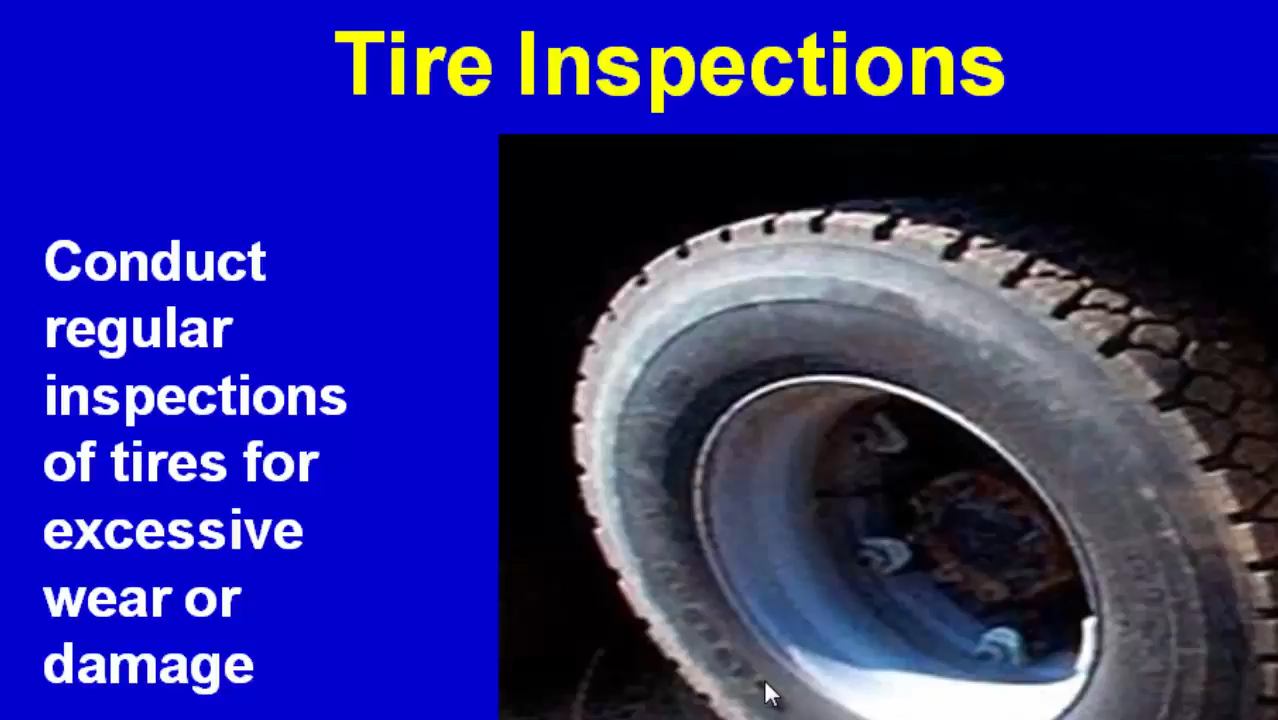 Tire Inspections
Conduct
regular
inspections
of tires for
excessive
wear or
damage